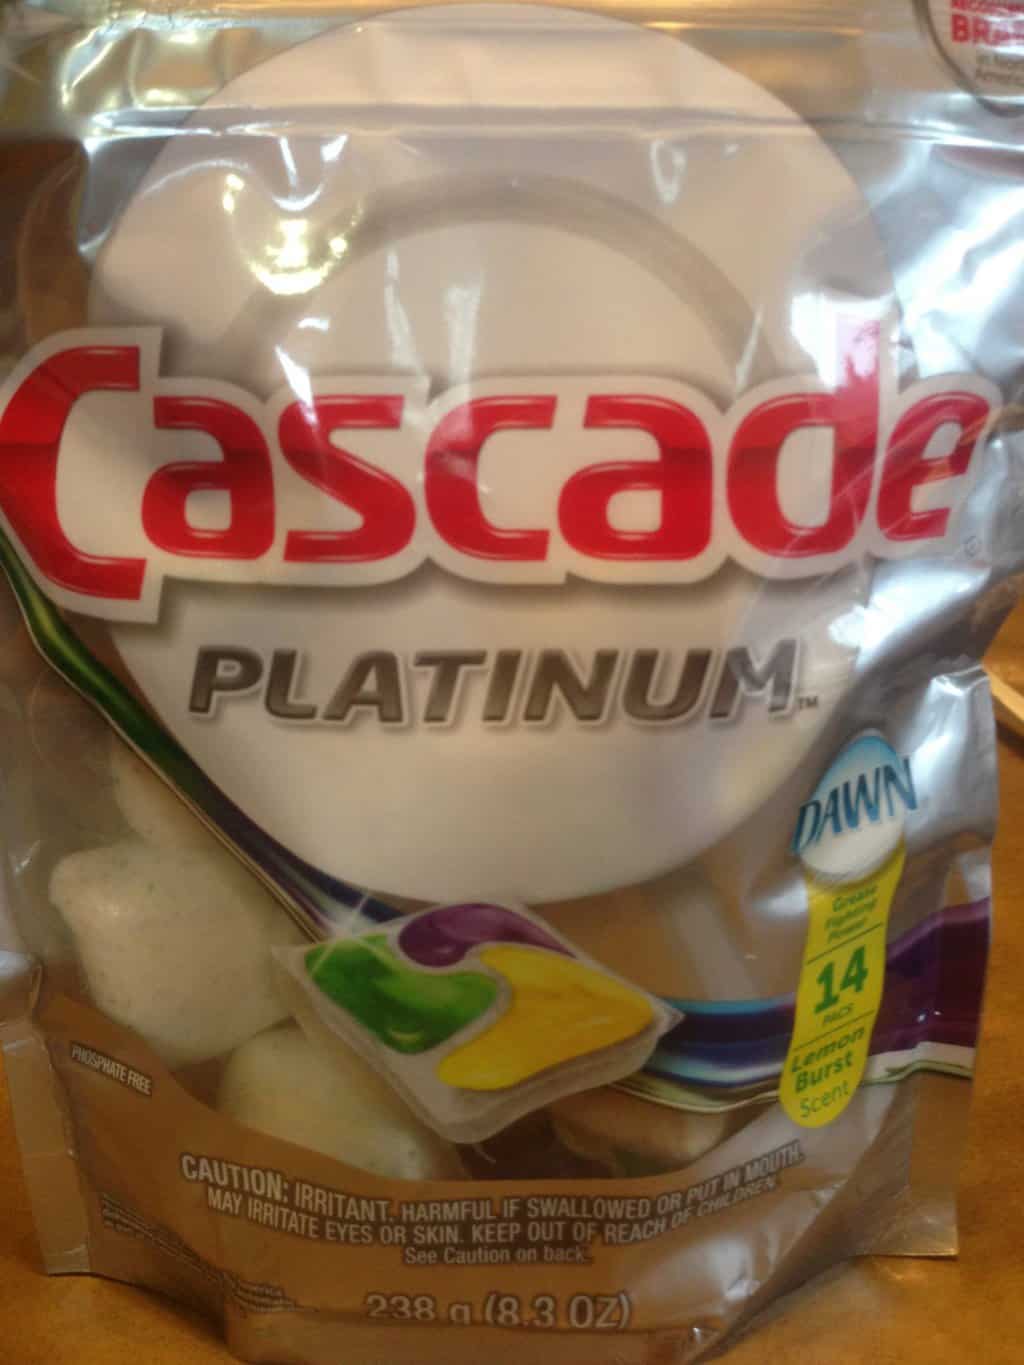 Cascade
PLATINUM™
DAWN
Grease
Fighting
Power
14
PACS
Lemon
Burst
Scent
PHOSPHATE FREE
CAUTION: IRRITANT. HARMFUL IF SWALLOWED OR PUT IN MOUTH.
MAY IRRITATE EYES OR SKIN. KEEP OUT OF REACH OF CHILDREN.
See Caution on back.
238 g (8.3 OZ)